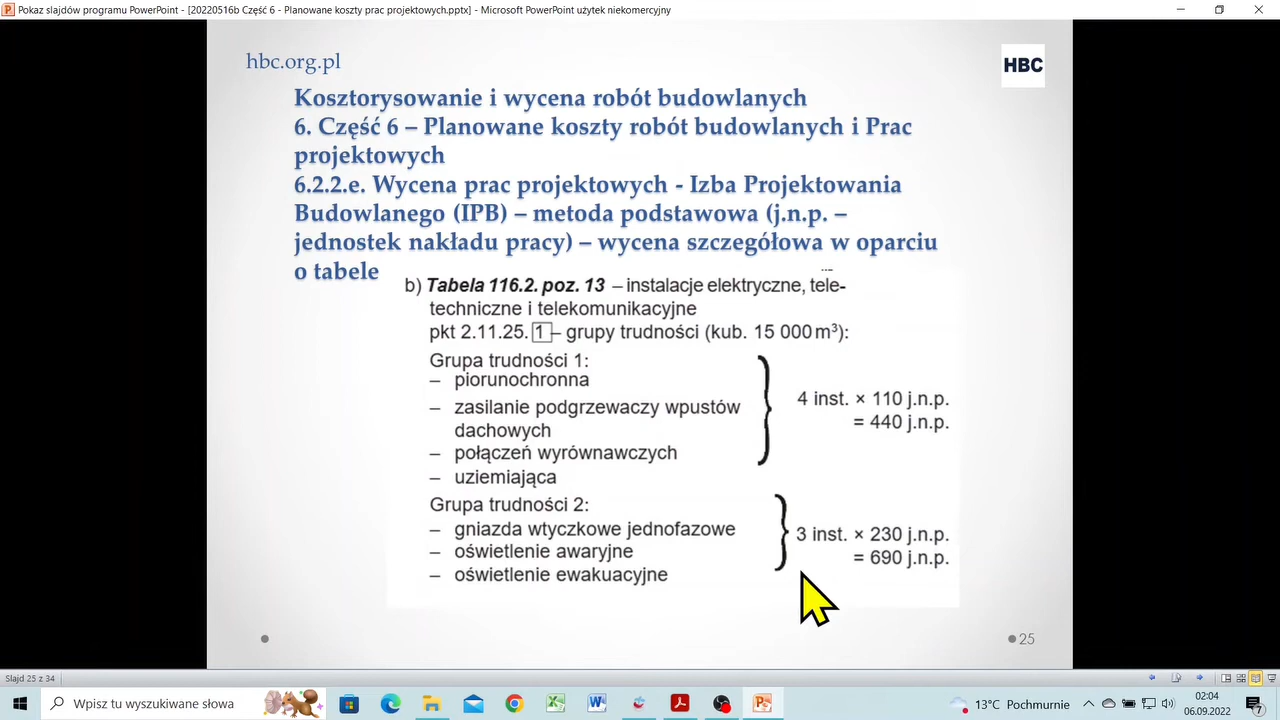 Pokaz slajdów programu PowerPoint - [20220516b Część 6 - Planowane koszty prac projektowych.pptx] - Microsoft PowerPoint użytek niekomercyjny
hbc.org.pl
HBC
Kosztorysowanie i wycena robót budowlanych
6. Część 6 – Planowane koszty robót budowlanych i Prac
projektowych
6.2.2.e. Wycena prac projektowych - Izba Projektowania
Budowlanego (IPB) – metoda podstawowa (j.n.p. –
jednostek nakładu pracy) – wycena szczegółowa w oparciu
o tabele
b) Tabela 116.2. poz. 13 – instalacje elektryczne, tele-
techniczne i telekomunikacyjne
pkt 2.11.25. 1 – grupy trudności (kub. 15 000 m³):
Grupa trudności 1:
– piorunochronna
– zasilanie podgrzewaczy wpustów
dachowych
– połączeń wyrównawczych
– uziemiająca
4 inst. × 110 j.n.p.
= 440 j.n.p.
Grupa trudności 2:
– gniazda wtyczkowe jednofazowe
– oświetlenie awaryjne
– oświetlenie ewakuacyjne
3 inst. × 230 j.n.p.
= 690 j.n.p.
25
Slajd 25 z 34
Wpisz tu wyszukiwane słowa
13°C Pochmurnie
02:04
06.09.2022
7